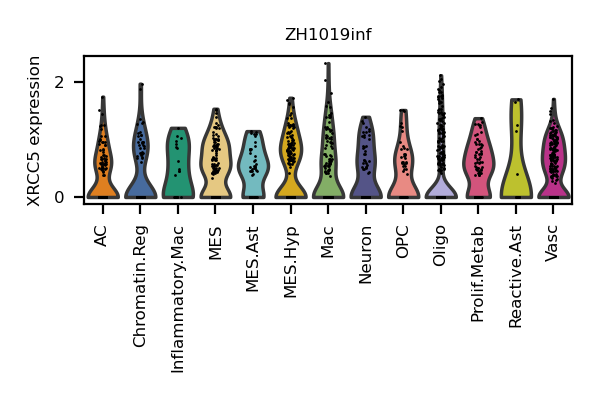 ZH1019inf
XRCC5 expression
2
0
AC
Chromatin.Reg
Inflammatory.Mac
MES
MES.Ast
MES.Hyp
Mac
Neuron
OPC
Oligo
Prolif.Metab
Reactive.Ast
Vasc